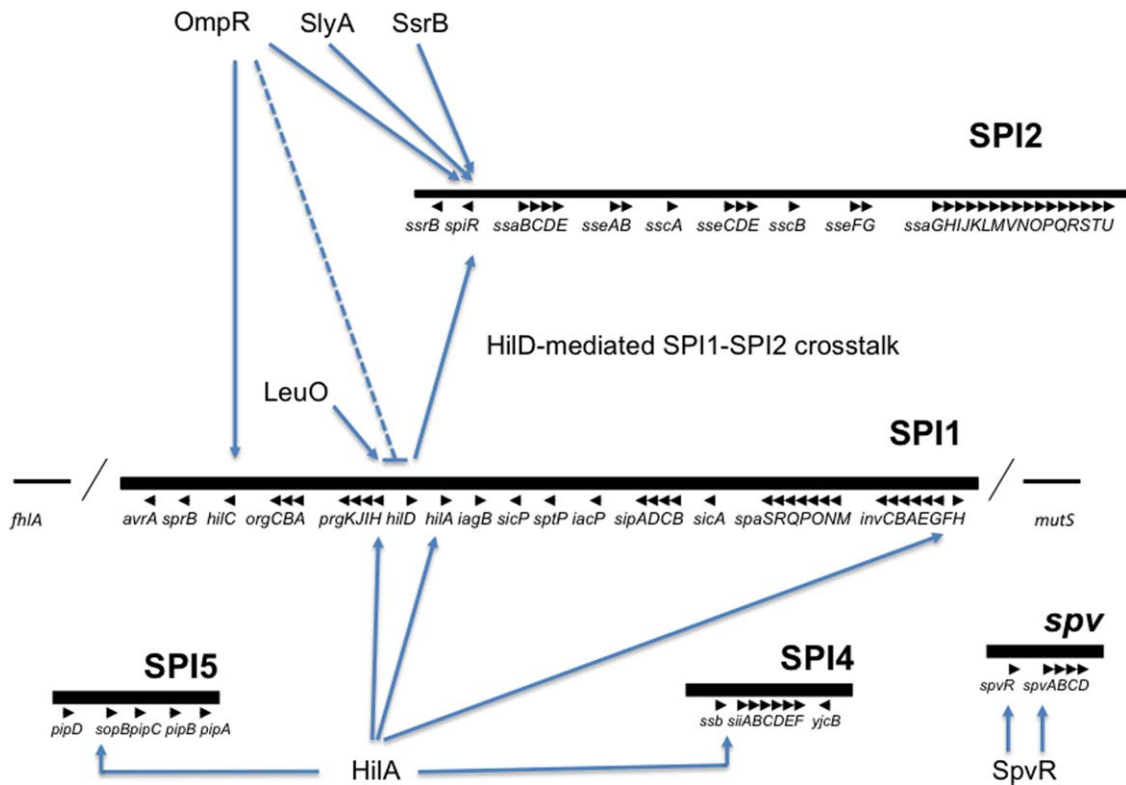 OmpR SlyA SsrB
SPI2
ssrB spiR ssaBCDE sseAB sscA sseCDE sscB sseFG ssaGHIJKLMVNOPQRSTU
HilD-mediated SPI1-SPI2 crosstalk
LeuO
SPI1
fhlA avrA sprB hilC orgCBA prgKJIH hilD hilA iagB sicP sptP iacP sipADCB sicA spaSRQPONM invCBAEGFH mutS
SPI5 SPI4 spv
pipD sopBpipC pipB pipA ssb siiABCDEF yjcB spvR spvABCD
HilA SpvR